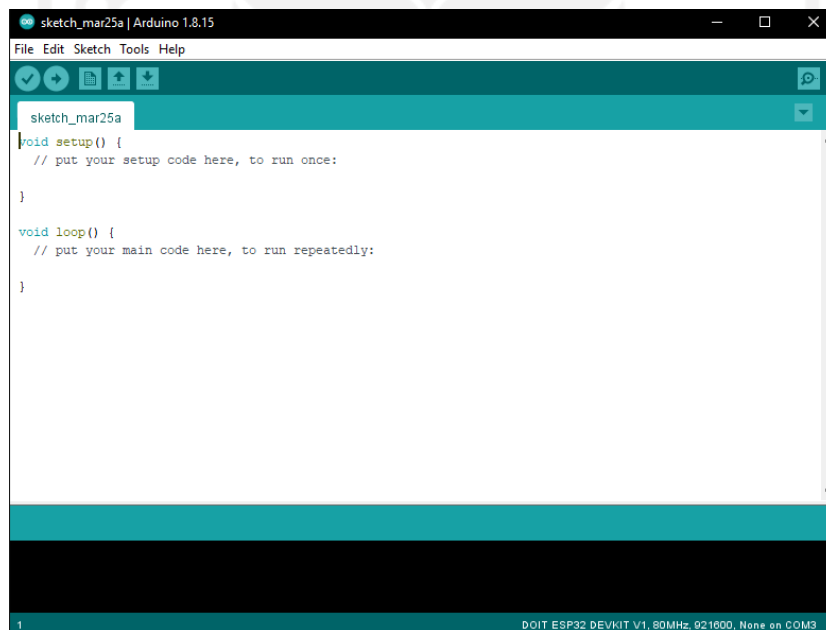 sketch_mar25a | Arduino 1.8.15
File Edit Sketch Tools Help
sketch_mar25a
void setup() {
// put your setup code here, to run once:
}
void loop() {
// put your main code here, to run repeatedly:
}
1
DOIT ESP32 DEVKIT V1, 80MHz, 921600, None on COM3